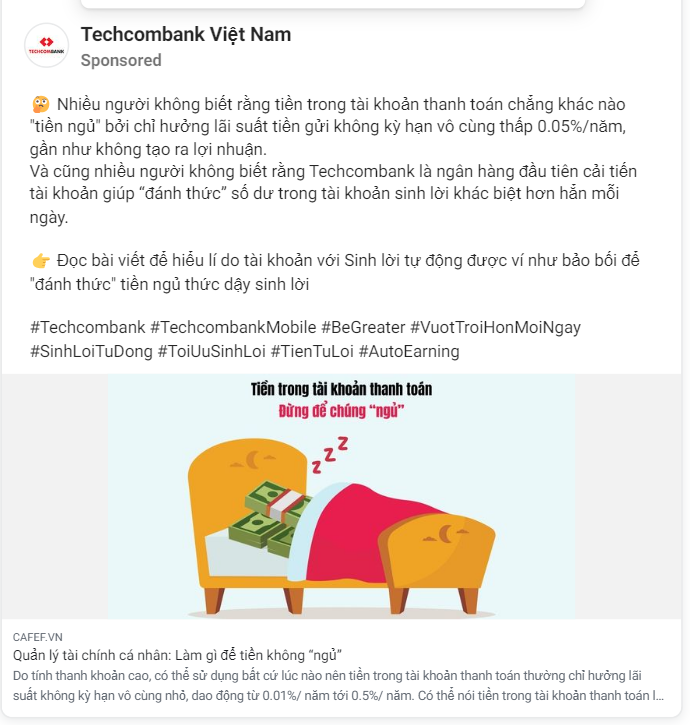 TECHCOMBANK
Techcombank Việt Nam
Sponsored
🤔 Nhiều người không biết rằng tiền trong tài khoản thanh toán chẳng khác nào
"tiền ngủ" bởi chỉ hưởng lãi suất tiền gửi không kỳ hạn vô cùng thấp 0.05%/năm,
gần như không tạo ra lợi nhuận.
Và cũng nhiều người không biết rằng Techcombank là ngân hàng đầu tiên cải tiến
tài khoản giúp “đánh thức” số dư trong tài khoản sinh lời khác biệt hơn hẳn mỗi
ngày.
👉 Đọc bài viết để hiểu lí do tài khoản với Sinh lời tự động được ví như bảo bối để
"đánh thức" tiền ngủ thức dậy sinh lời
#Techcombank #TechcombankMobile #BeGreater #VuotTroiHonMoiNgay
#SinhLoiTuDong #ToiUuSinhLoi #TienTuLoi #AutoEarning
Tiền trong tài khoản thanh toán
Đừng để chúng “ngủ”
z z z
CAFEF.VN
Quản lý tài chính cá nhân: Làm gì để tiền không “ngủ”
Do tính thanh khoản cao, có thể sử dụng bất cứ lúc nào nên tiền trong tài khoản thanh toán thường chỉ hưởng lãi
suất không kỳ hạn vô cùng nhỏ, dao động từ 0.01%/ năm tới 0.5%/ năm. Có thể nói tiền trong tài khoản thanh toán l...